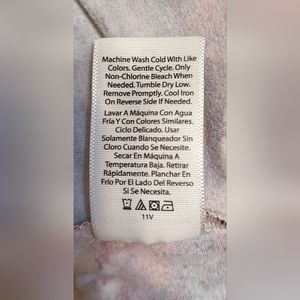 Machine Wash Cold With Like
Colors. Gentle Cycle. Only
Non-Chlorine Bleach When
Needed. Tumble Dry Low.
Remove Promptly. Cool Iron
On Reverse Side If Needed.
Lavar A Máquina Con Agua
Fría Y Con Colores Similares.
Ciclo Delicado. Usar
Solamente Blanqueador Sin
Cloro Cuando Se Necesite.
Secar En Máquina A
Temperatura Baja. Retirar
Rápidamente. Planchar En
Frío Por El Lado Del Reverso
Si Se Necesita.
11V